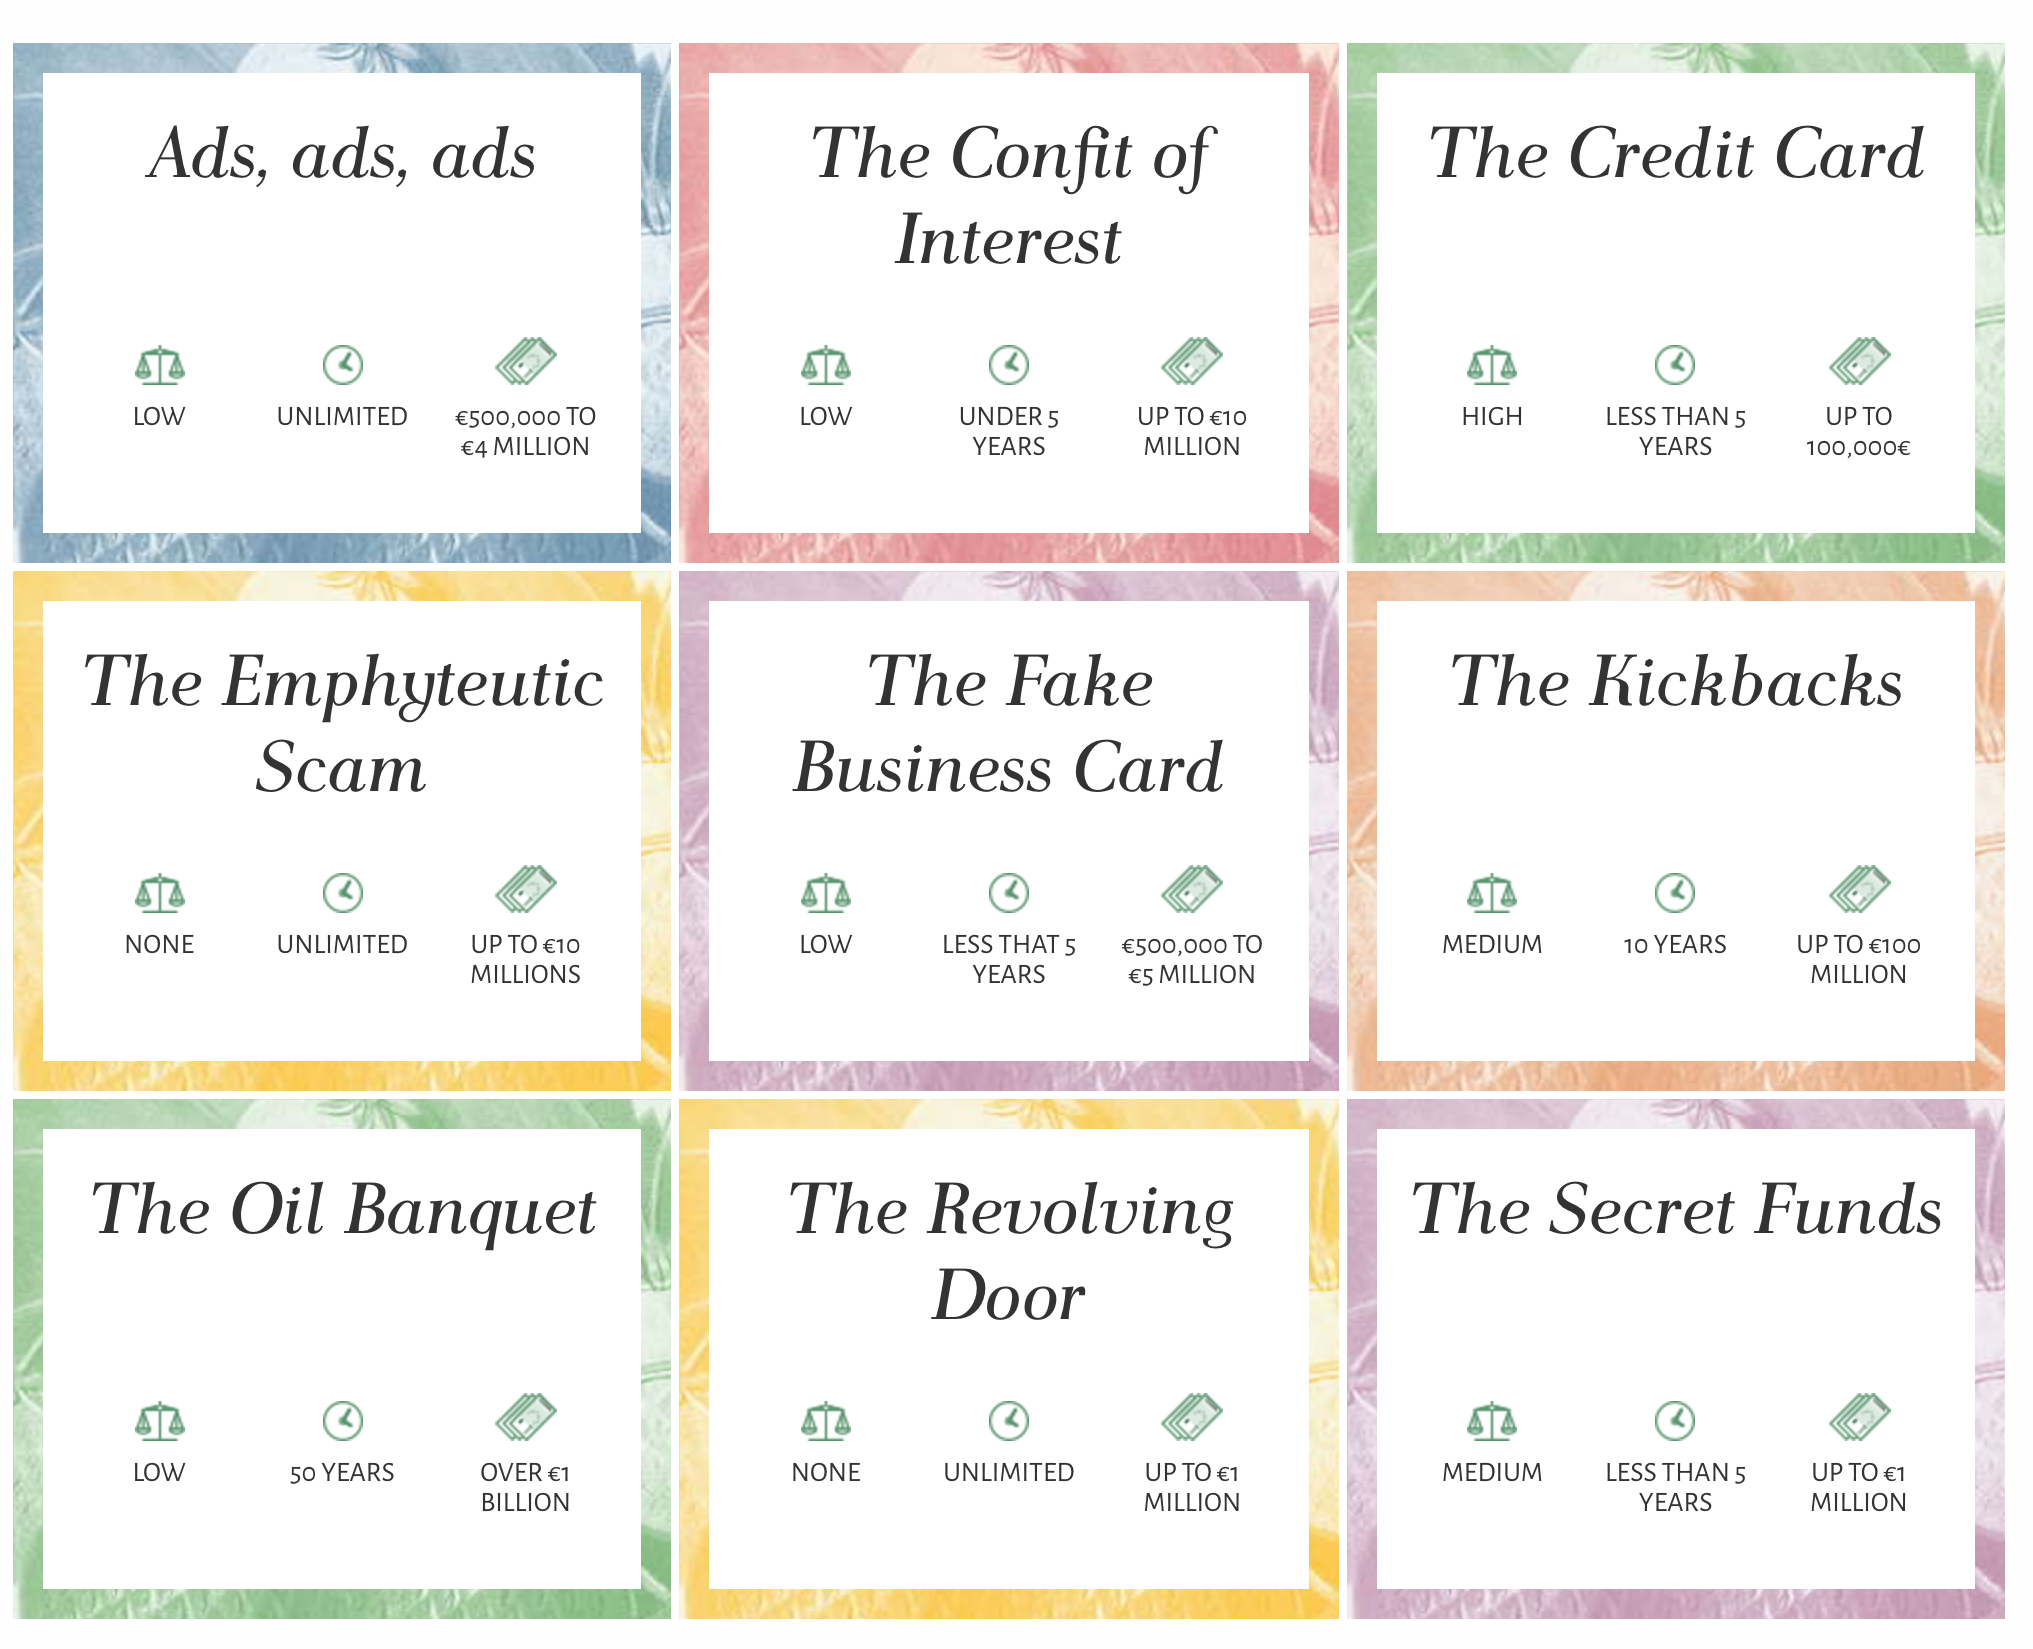 Ads, ads, ads
LOW
UNLIMITED
€500,000 TO
€4 MILLION
The Confit of
Interest
LOW
UNDER 5
YEARS
UP TO €10
MILLION
The Credit Card
HIGH
LESS THAN 5
YEARS
UP TO
100,000€
The Emphyteutic
Scam
NONE
UNLIMITED
UP TO €10
MILLIONS
The Fake
Business Card
LOW
LESS THAT 5
YEARS
€500,000 TO
€5 MILLION
The Kickbacks
MEDIUM
10 YEARS
UP TO €100
MILLION
The Oil Banquet
LOW
50 YEARS
OVER €1
BILLION
The Revolving
Door
NONE
UNLIMITED
UP TO €1
MILLION
The Secret Funds
MEDIUM
LESS THAN 5
YEARS
UP TO €1
MILLION